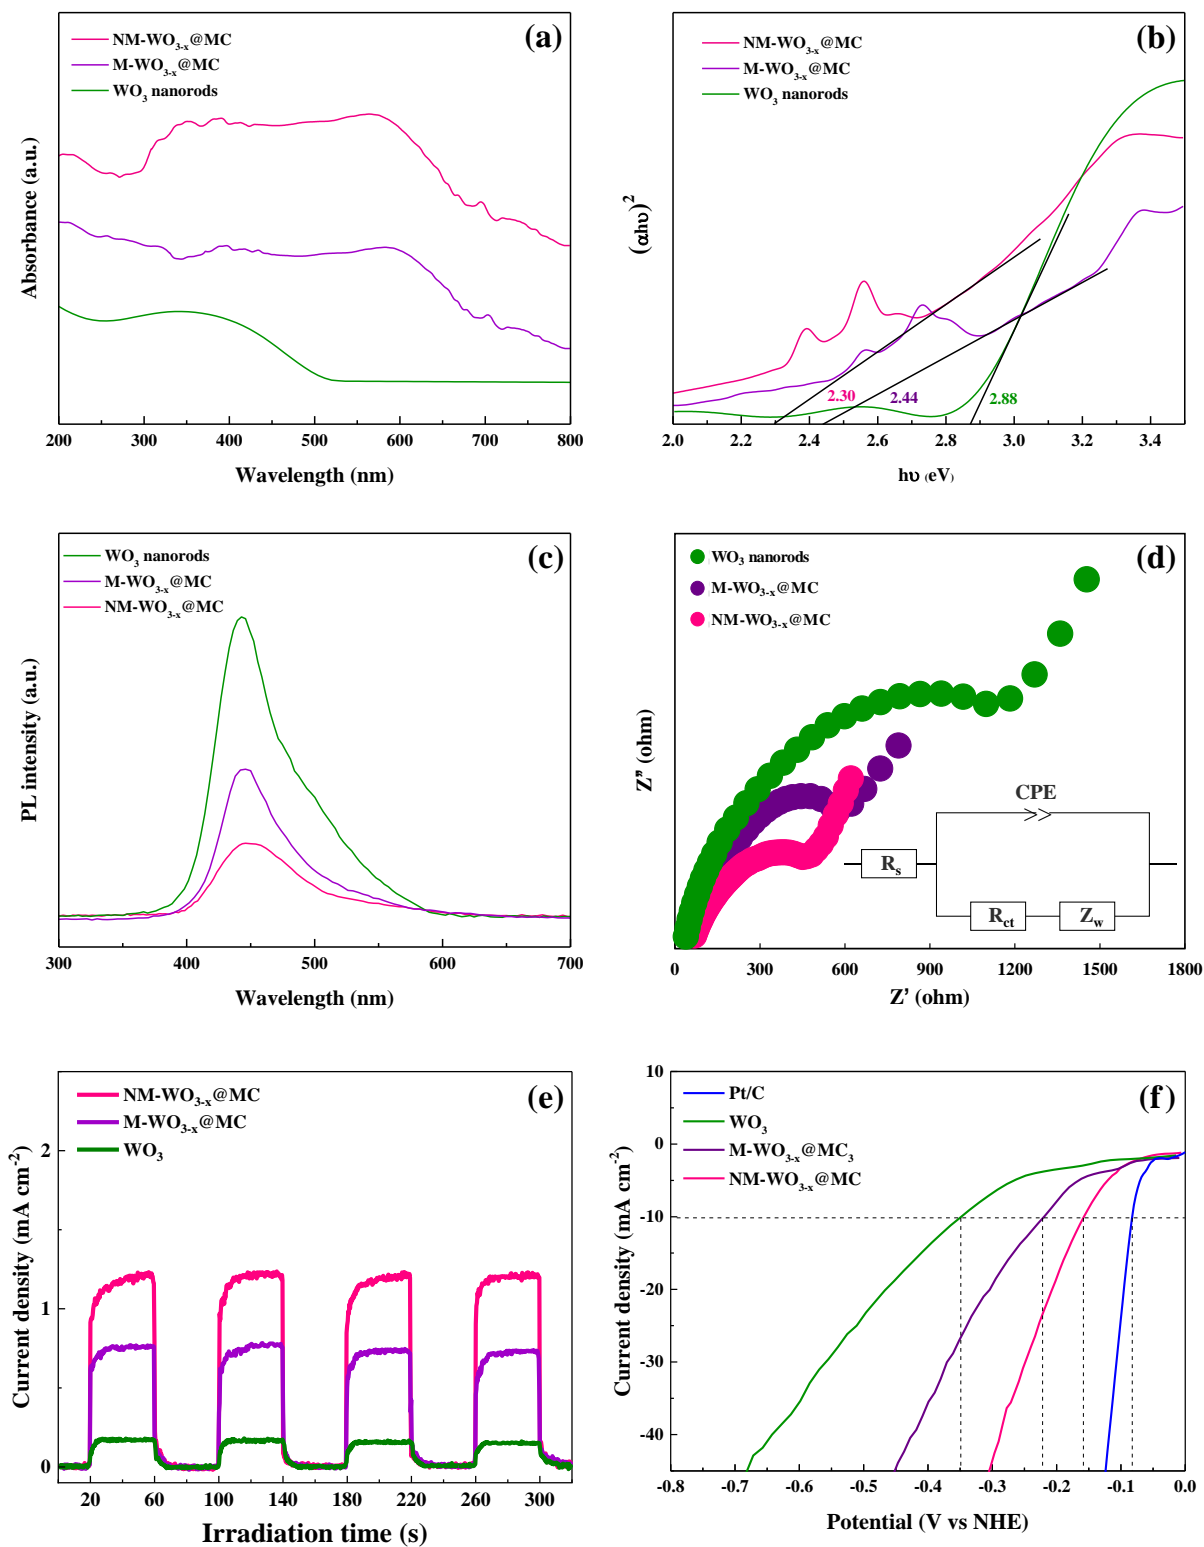 (a)
NM-WO3-x@MC
M-WO3-x@MC
WO3 nanorods
Absorbance (a.u.)
200 300 400 500 600 700 800
Wavelength (nm)
(b)
NM-WO3-x@MC
M-WO3-x@MC
WO3 nanorods
(αhυ)2
2.30 2.44 2.88
2.0 2.2 2.4 2.6 2.8 3.0 3.2 3.4
hυ (eV)
(c)
WO3 nanorods
M-WO3-x@MC
NM-WO3-x@MC
PL intensity (a.u.)
300 400 500 600 700
Wavelength (nm)
(d)
WO3 nanorods
M-WO3-x@MC
NM-WO3-x@MC
Z" (ohm)
CPE
Rs
Rct Zw
0 300 600 900 1200 1500 1800
Z' (ohm)
(e)
NM-WO3-x@MC
M-WO3-x@MC
WO3
Current density (mA cm-2)
2
1
0
20 60 100 140 180 220 260 300
Irradiation time (s)
(f)
Pt/C
WO3
M-WO3-x@MC3
NM-WO3-x@MC
Current density (mA cm-2)
10
0
-10
-20
-30
-40
-0.8 -0.7 -0.6 -0.5 -0.4 -0.3 -0.2 -0.1 0.0
Potential (V vs NHE)